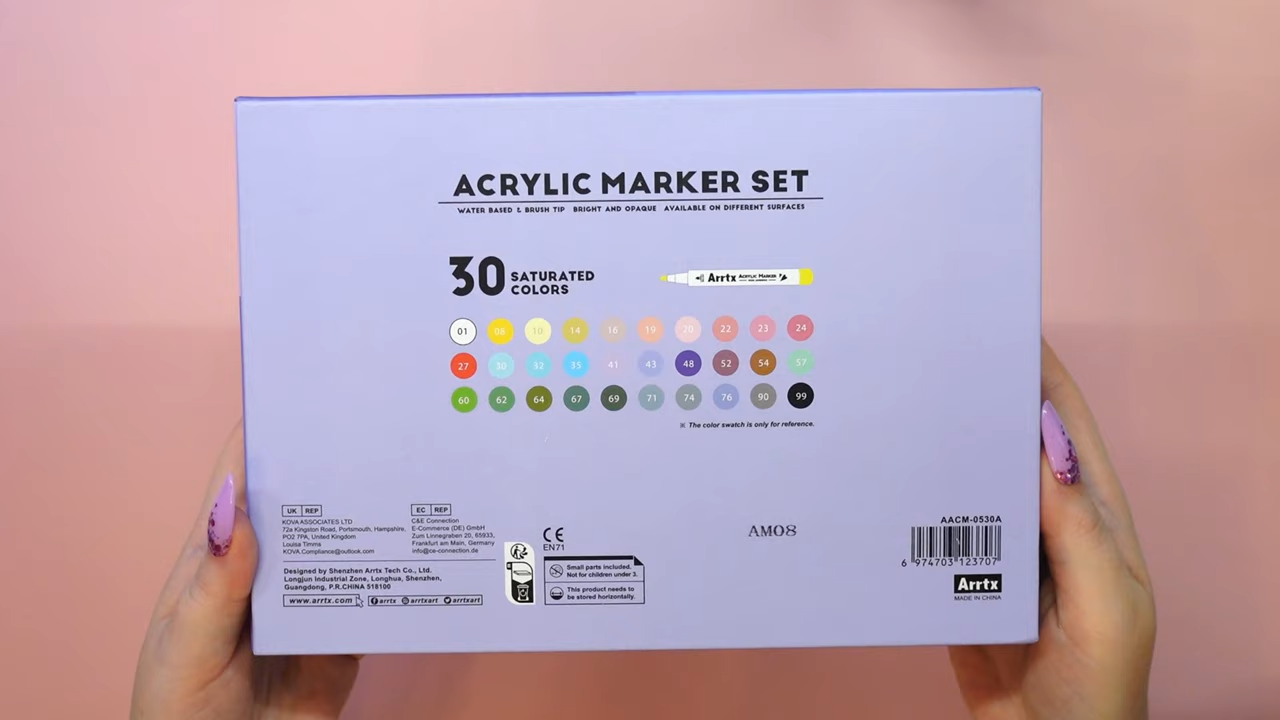 ACRYLIC MARKER SET
WATER BASED & BRUSH TIP BRIGHT AND OPAQUE AVAILABLE ON DIFFERENT SURFACES
30 SATURATED COLORS
Arrtx ACRYLIC MARKER
01 08 10 14 16 19 20 22 23 24
27 30 32 35 41 43 48 52 54 57
60 62 64 67 69 71 74 76 90 99
※ The color swatch is only for reference.
UK REP
KOVA ASSOCIATES LTD
72a Kingston Road, Portsmouth, Hampshire,
PO2 7PA, United Kingdom
Louisa Timms
KOVA.Compliance@outlook.com
EC REP
C&E Connection
E-Commerce (DE) GmbH
Zum Linnegraben 20, 65933,
Frankfurt am Main, Germany
info@ce-connection.de
Designed by Shenzhen Arrtx Tech Co., Ltd.
Longjun Industrial Zone, Longhua, Shenzhen,
Guangdong, P.R.CHINA 518100
www.arrtx.com
arrtx arrtxart arrtxart
CE
EN71
Small parts included.
Not for children under 3.
This product needs to
be stored horizontally.
AM08
AACM-0530A
6 974703 123707
Arrtx
MADE IN CHINA